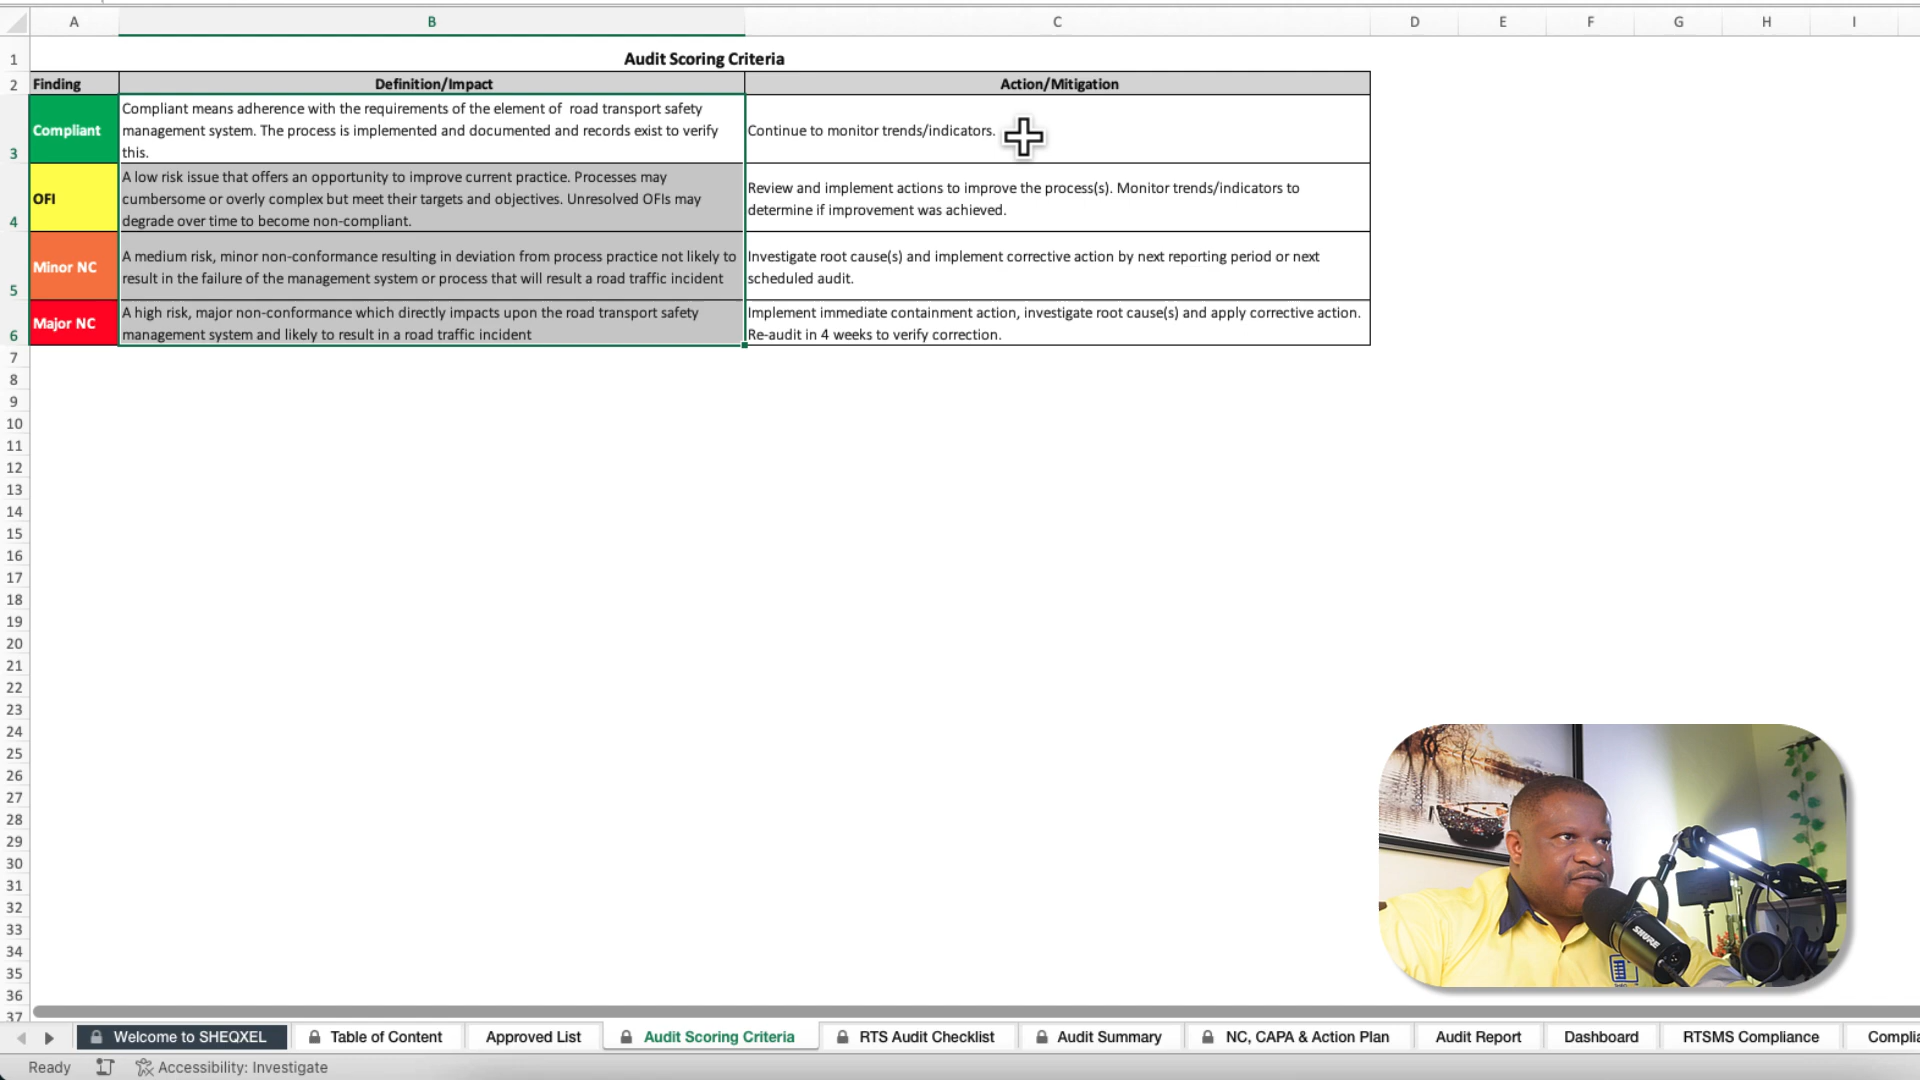 A B C D E F G H I
1 Audit Scoring Criteria
2 Finding Definition/Impact Action/Mitigation
Compliant means adherence with the requirements of the element of  road transport safety
Compliant management system. The process is implemented and documented and records exist to verify Continue to monitor trends/indicators.
3 this.
A low risk issue that offers an opportunity to improve current practice. Processes may
Review and implement actions to improve the process(s). Monitor trends/indicators to
OFI cumbersome or overly complex but meet their targets and objectives. Unresolved OFIs may
determine if improvement was achieved.
4 degrade over time to become non-compliant.
A medium risk, minor non-conformance resulting in deviation from process practice not likely to Investigate root cause(s) and implement corrective action by next reporting period or next
Minor NC
5 result in the failure of the management system or process that will result a road traffic incident scheduled audit.
A high risk, major non-conformance which directly impacts upon the road transport safety Implement immediate containment action, investigate root cause(s) and apply corrective action.
Major NC
6 management system and likely to result in a road traffic incident Re-audit in 4 weeks to verify correction.
7
8
9
10
11
12
13
14
15
16
17
18
19
20
21
22
23
24
25
26
27
28
29
30
31
32
33
34
35
36
37
SHURE
Welcome to SHEQXEL Table of Content Approved List Audit Scoring Criteria RTS Audit Checklist Audit Summary NC, CAPA & Action Plan Audit Report Dashboard RTSMS Compliance Complia
Ready Accessibility: Investigate